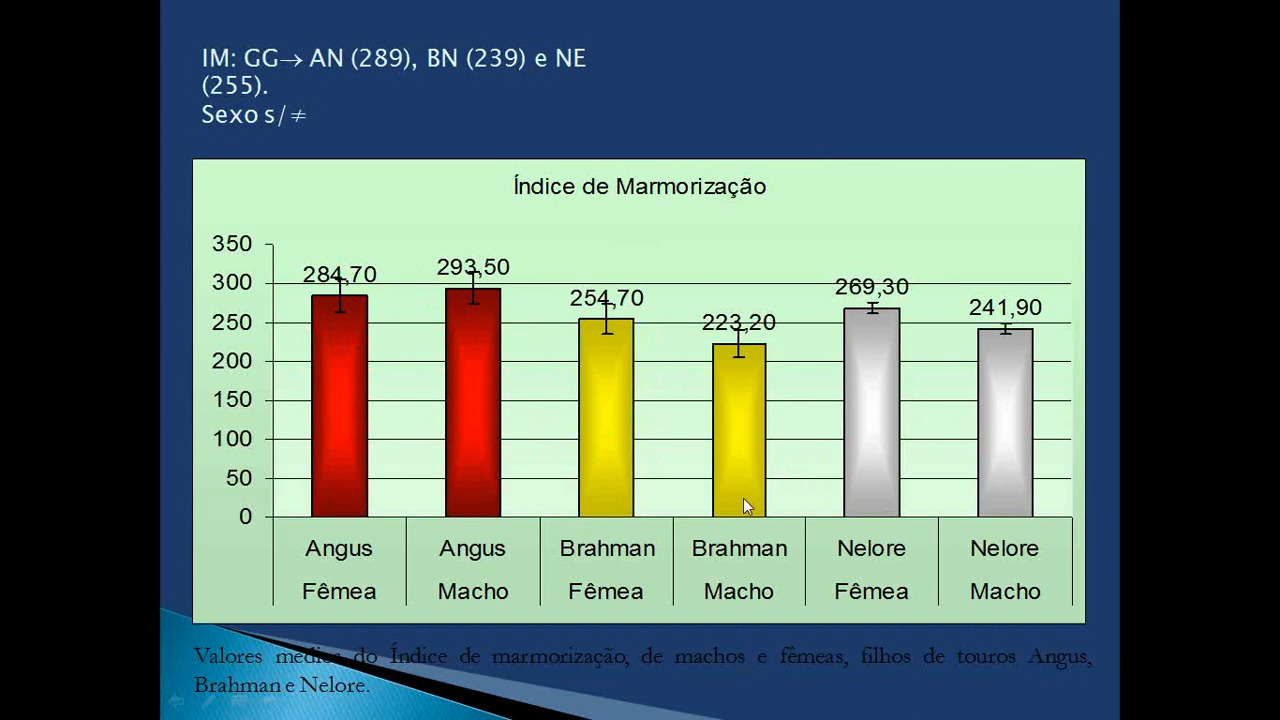 IM: GG→ AN (289), BN (239) e NE
(255).
Sexo s/≠
Índice de Marmorização
350
300
250
200
150
100
50
0
284,70
293,50
254,70
223,20
269,30
241,90
Angus Angus Brahman Brahman Nelore Nelore
Fêmea Macho Fêmea Macho Fêmea Macho
Valores médios do Índice de marmorização, de machos e fêmeas, filhos de touros Angus,
Brahman e Nelore.